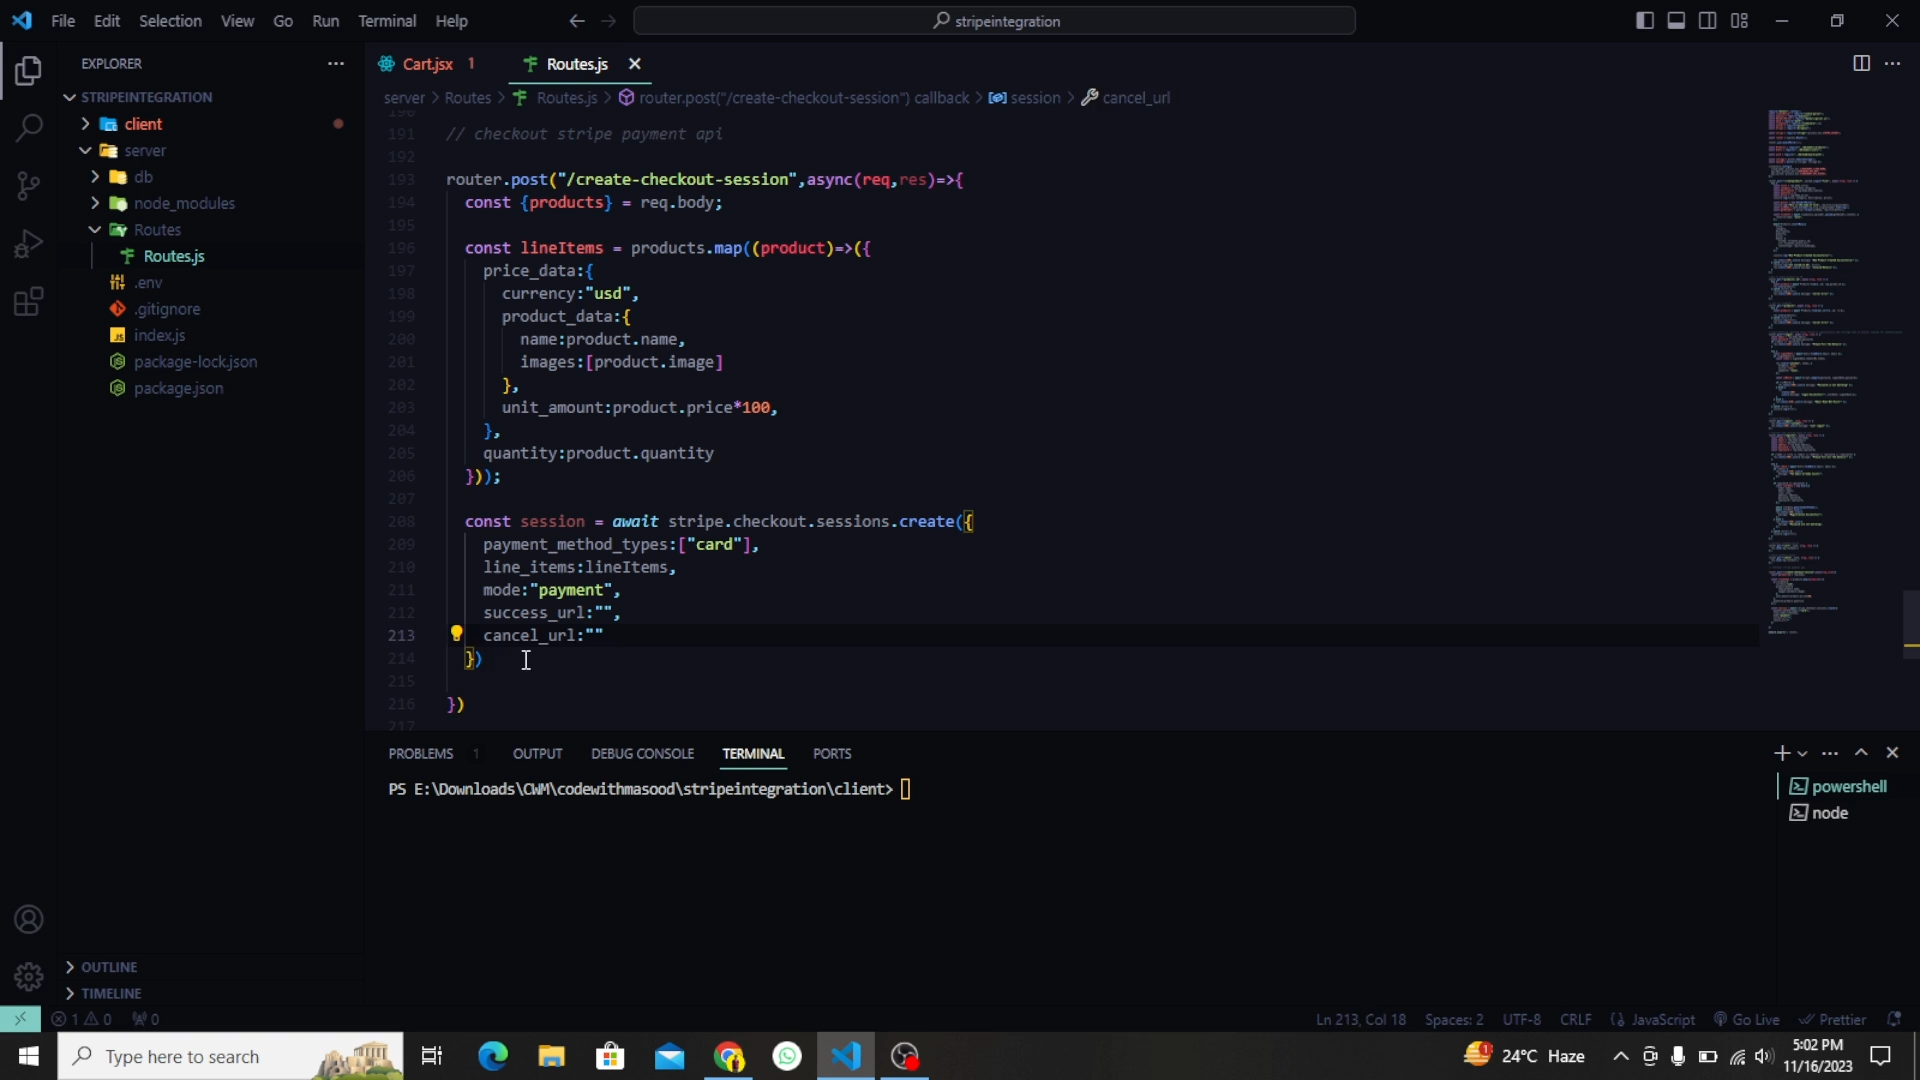 File Edit Selection View Go Run Terminal Help
stripeintegration
EXPLORER
STRIPEINTEGRATION
client
server
db
node_modules
Routes
Routes.js
.env
.gitignore
index.js
package-lock.json
package.json
OUTLINE
TIMELINE
Cart.jsx 1 Routes.js
server > Routes > Routes.js > router.post("/create-checkout-session") callback > session > cancel_url
190
191 // checkout stripe payment api
192
193 router.post("/create-checkout-session",async(req,res)=>{
194 const {products} = req.body;
195
196 const lineItems = products.map((product)=>({
197 price_data:{
198 currency:"usd",
199 product_data:{
200 name:product.name,
201 images:[product.image]
202 },
203 unit_amount:product.price*100,
204 },
205 quantity:product.quantity
206 }));
207
208 const session = await stripe.checkout.sessions.create({
209 payment_method_types:["card"],
210 line_items:lineItems,
211 mode:"payment",
212 success_url:"",
213 cancel_url:""
214 })
215
216 })
217
PROBLEMS 1 OUTPUT DEBUG CONSOLE TERMINAL PORTS
PS E:\Downloads\CWM\codewithmasood\stripeintegration\client>
powershell
node
1 0 0
Ln 213, Col 18 Spaces: 2 UTF-8 CRLF JavaScript Go Live Prettier
Type here to search
1 24°C Haze
5:02 PM
11/16/2023